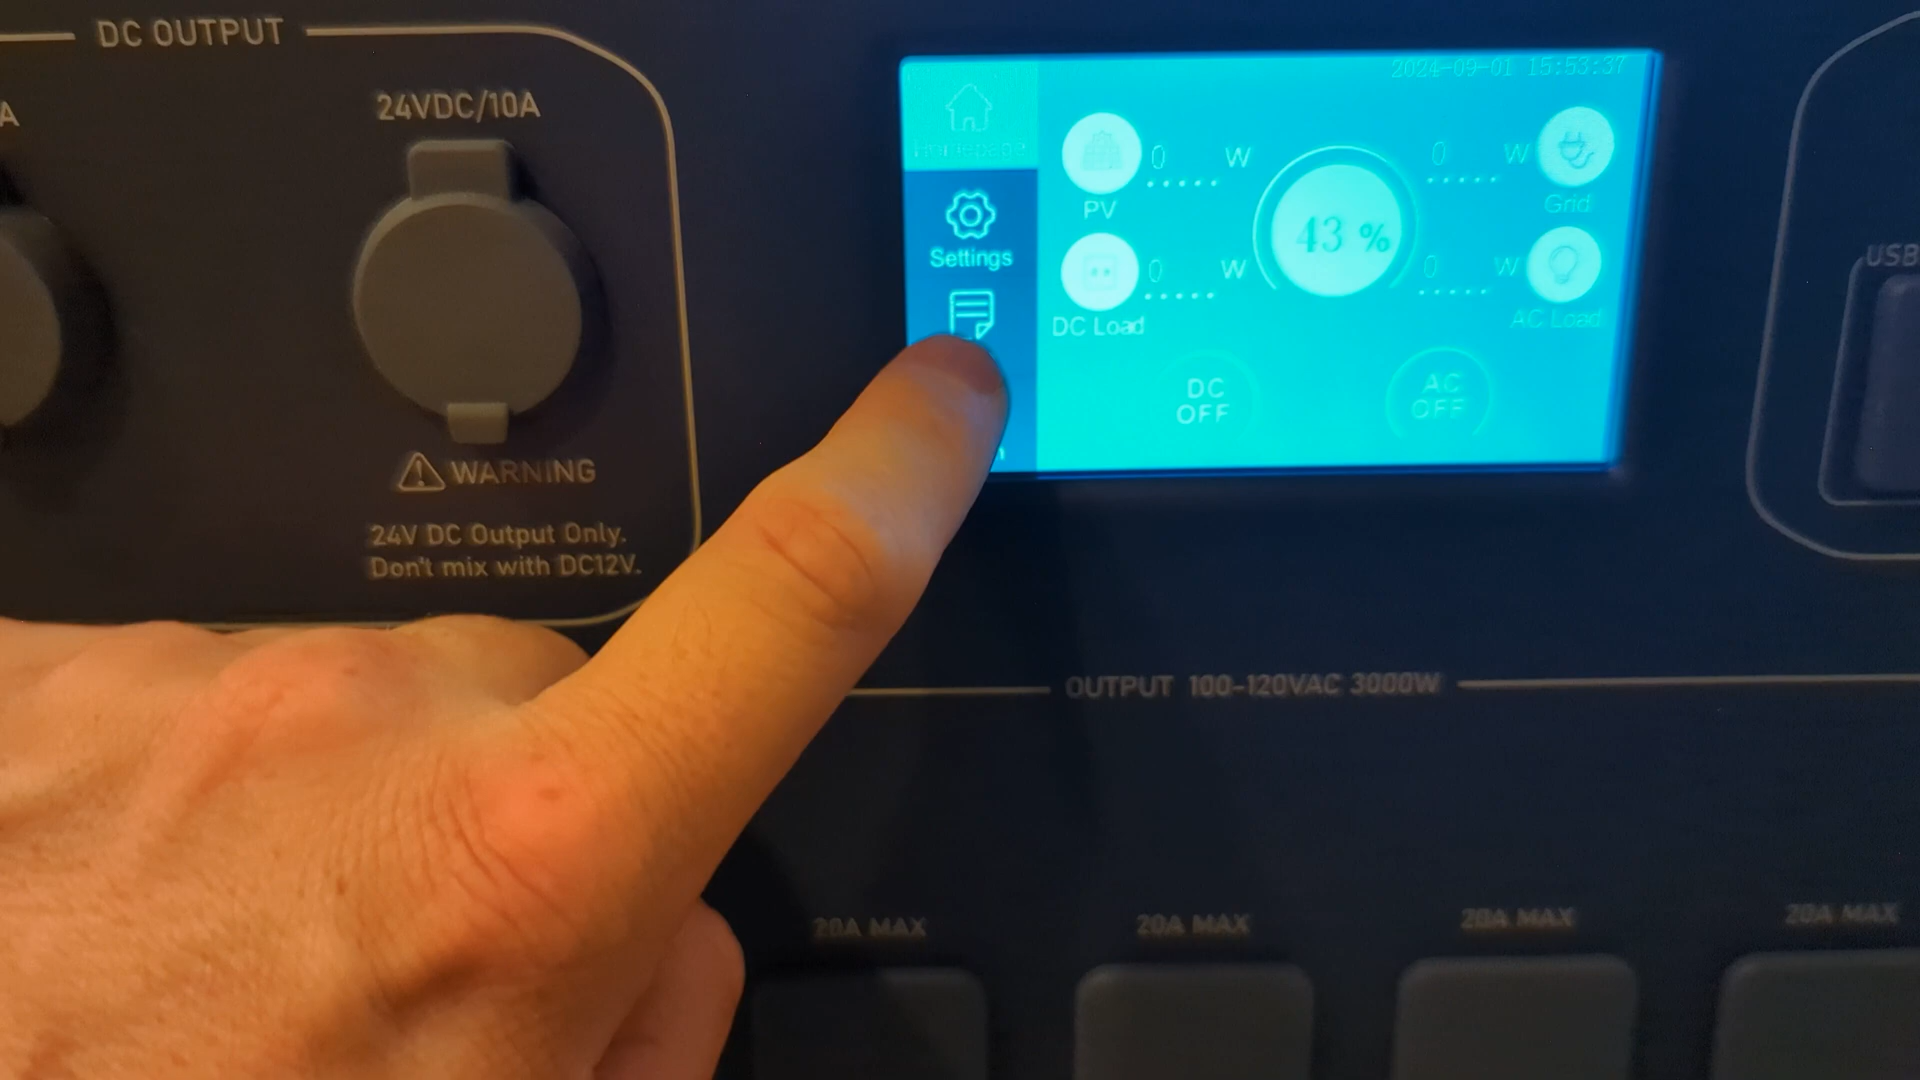 DC OUTPUT
A
24VDC/10A
WARNING
24V DC Output Only.
Don't mix with DC12V.
2024-09-01 15:53:37
Homepage
Settings
0 W
PV
0 W
DC Load
43 %
0 W
Grid
0 W
AC Load
DC
OFF
AC
OFF
n
USB
OUTPUT 100-120VAC 3000W
20A MAX
20A MAX
20A MAX
20A MAX